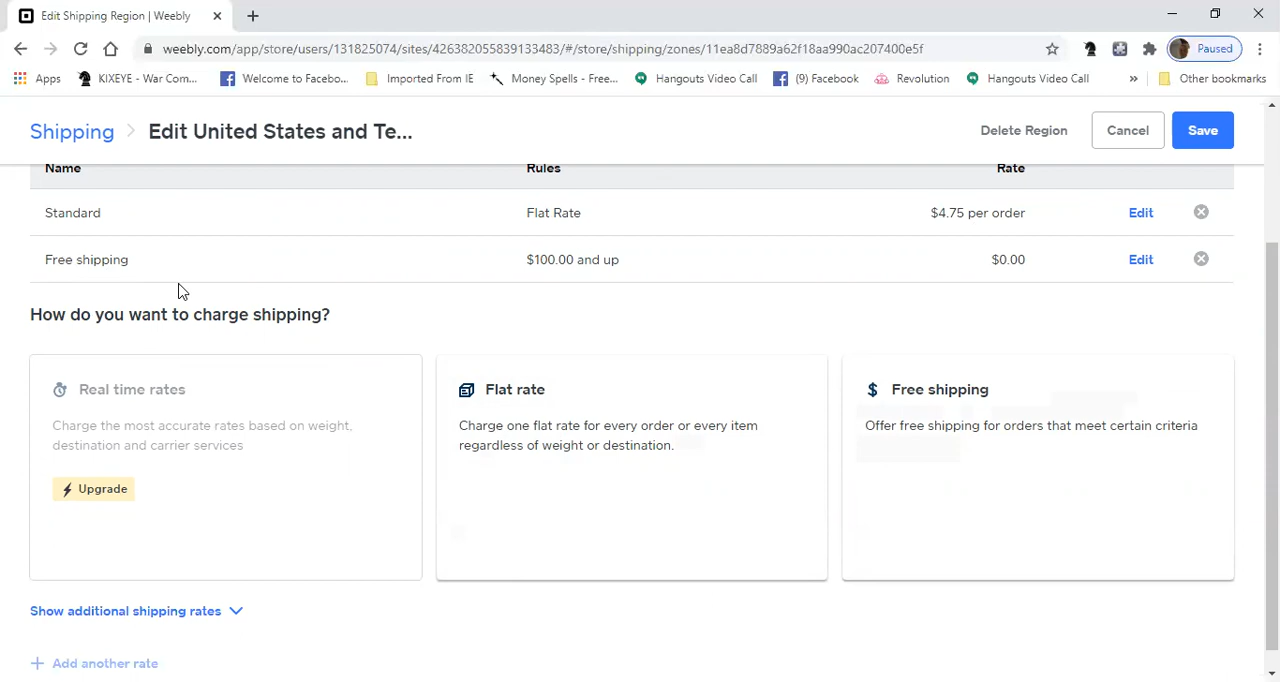 Edit Shipping Region | Weebly
weebly.com/app/store/users/131825074/sites/426382055839133483/#/store/shipping/zones/11ea8d7889a62f18aa990ac207400e5f
Paused
Apps KIXEYE - War Com... Welcome to Facebo... Imported From IE Money Spells - Free... Hangouts Video Call (9) Facebook Revolution Hangouts Video Call » Other bookmarks
Shipping > Edit United States and Te... Delete Region Cancel Save
Name Rules Rate
Standard Flat Rate $4.75 per order Edit
Free shipping $100.00 and up $0.00 Edit
How do you want to charge shipping?
Real time rates
Charge the most accurate rates based on weight,
destination and carrier services
Upgrade
Flat rate
Charge one flat rate for every order or every item
regardless of weight or destination.
$ Free shipping
Offer free shipping for orders that meet certain criteria
Show additional shipping rates
+ Add another rate